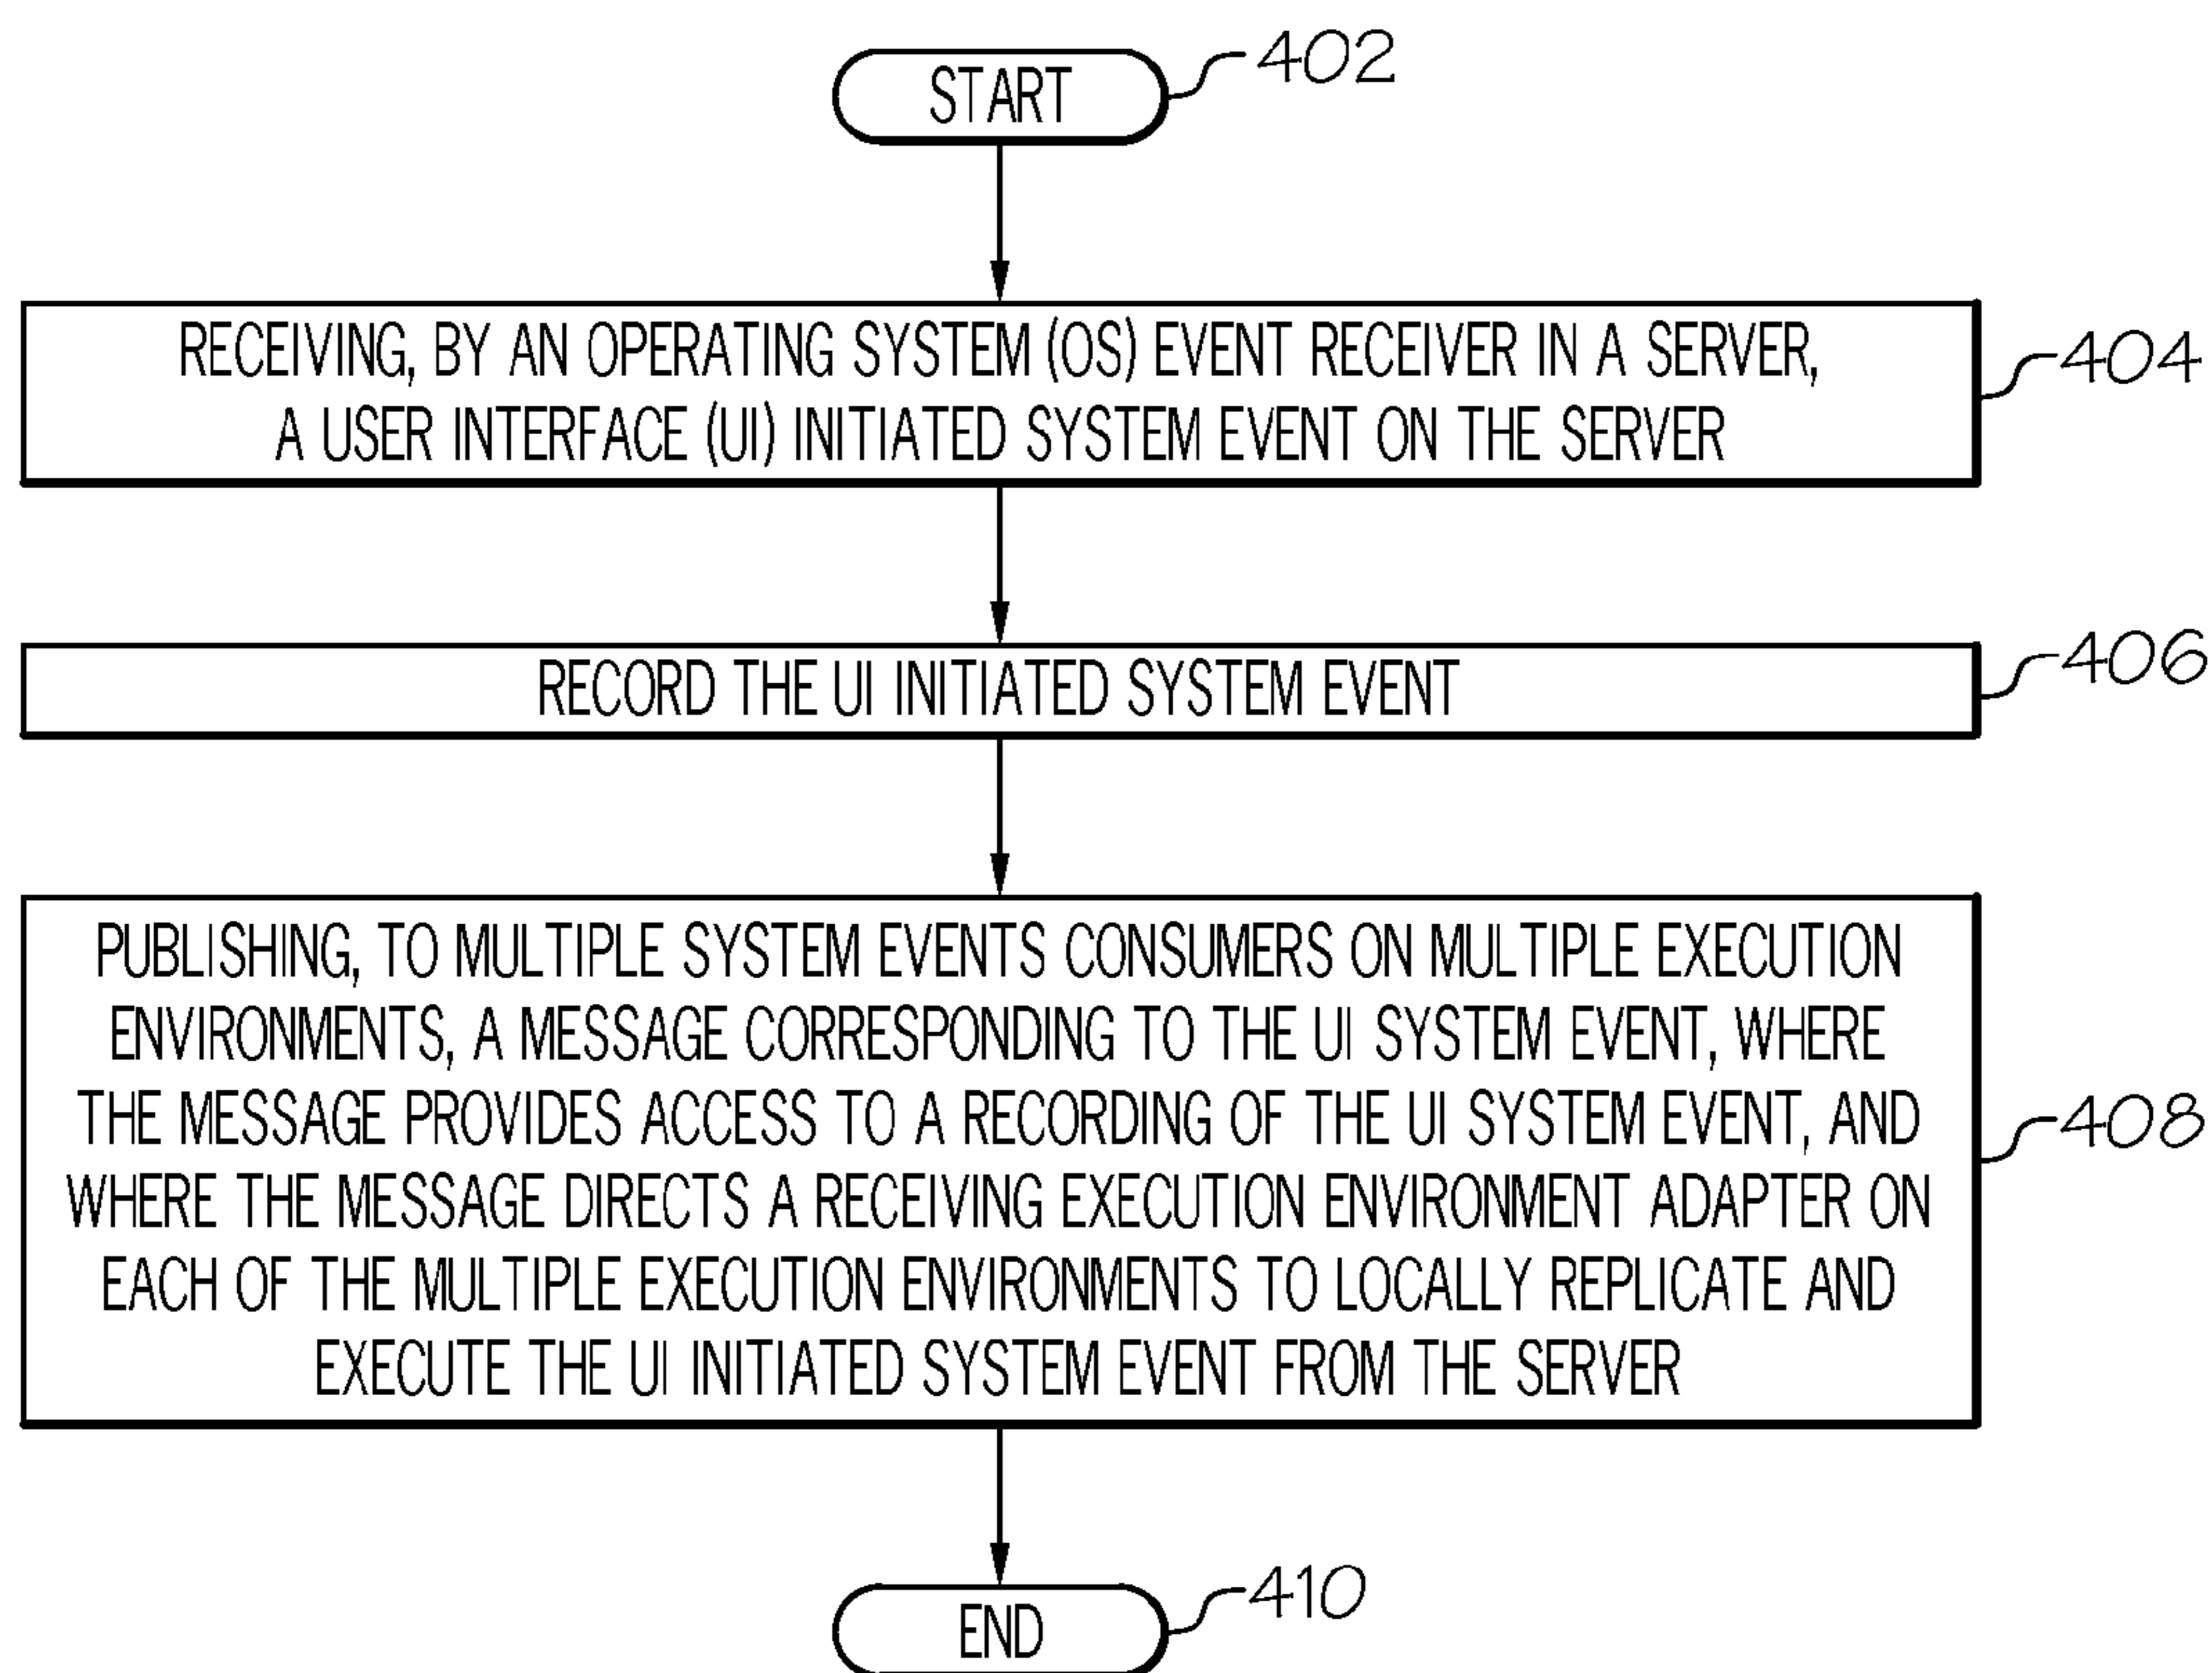 START
402
RECEIVING, BY AN OPERATING SYSTEM (OS) EVENT RECEIVER IN A SERVER,
A USER INTERFACE (UI) INITIATED SYSTEM EVENT ON THE SERVER
404
RECORD THE UI INITIATED SYSTEM EVENT
406
PUBLISHING, TO MULTIPLE SYSTEM EVENTS CONSUMERS ON MULTIPLE EXECUTION
ENVIRONMENTS, A MESSAGE CORRESPONDING TO THE UI SYSTEM EVENT, WHERE
THE MESSAGE PROVIDES ACCESS TO A RECORDING OF THE UI SYSTEM EVENT, AND
WHERE THE MESSAGE DIRECTS A RECEIVING EXECUTION ENVIRONMENT ADAPTER ON
EACH OF THE MULTIPLE EXECUTION ENVIRONMENTS TO LOCALLY REPLICATE AND
EXECUTE THE UI INITIATED SYSTEM EVENT FROM THE SERVER
408
END
410